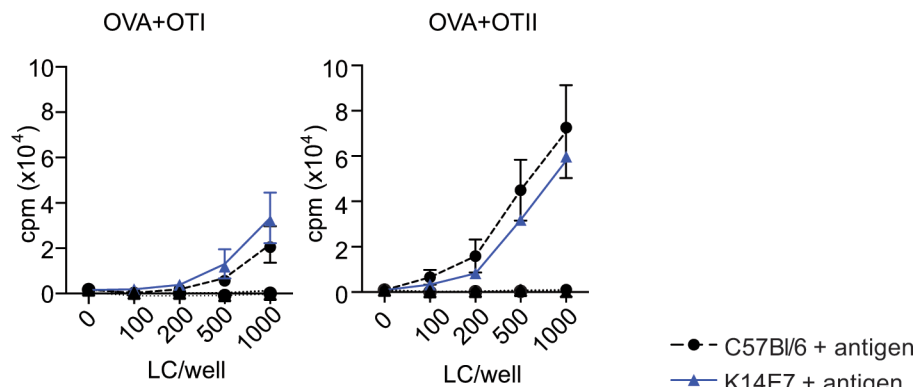 OVA+OTI
OVA+OTII
cpm (x10⁴)
10
8
6
4
2
0
0
100
200
500
1000
LC/well
cpm (x10⁴)
10
8
6
4
2
0
0
100
200
500
1000
LC/well
C57Bl/6 + antigen
K14E7 + antigen